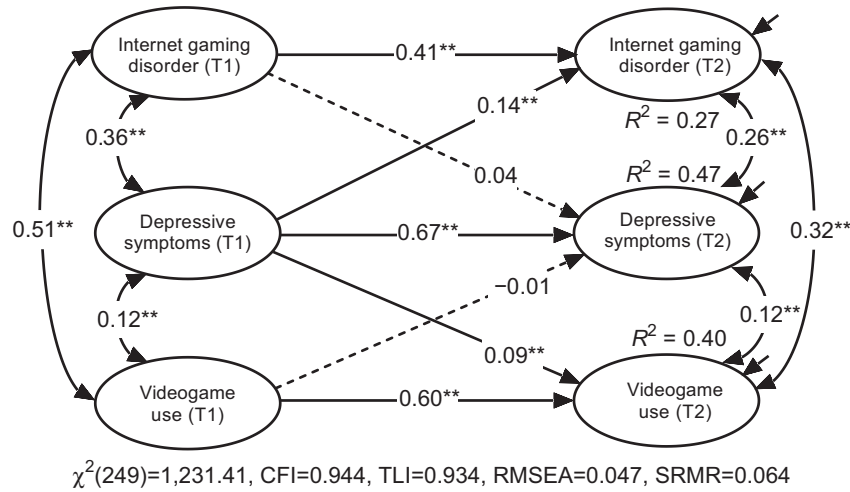 Internet gaming
disorder (T1)
0.41**
Internet gaming
disorder (T2)
0.14**
R² = 0.27
0.36**
0.26**
0.04
R² = 0.47
0.51**
Depressive
symptoms (T1)
0.67**
Depressive
symptoms (T2)
0.32**
−0.01
0.12**
0.12**
0.09**
R² = 0.40
Videogame
use (T1)
0.60**
Videogame
use (T2)
χ²(249)=1,231.41, CFI=0.944, TLI=0.934, RMSEA=0.047, SRMR=0.064